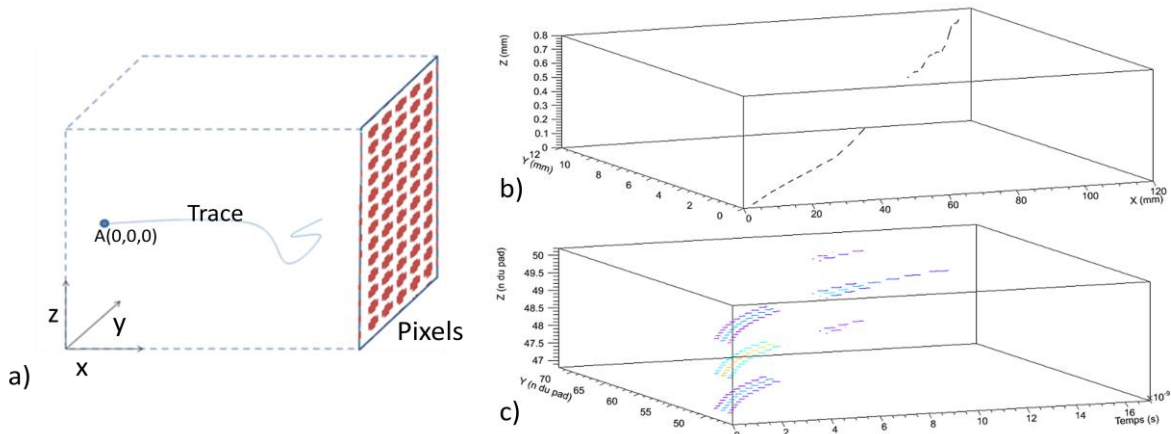 a)
A(0,0,0)
Trace
z
y
x
Pixels
b)
Z (mm)
0.8
0.7
0.6
0.5
0.4
0.3
0.2
0.1
0
12
10
8
6
4
2
0
Y (mm)
0 20 40 60 80 100 120
X (mm)
c)
Z (n du pad)
50
49.5
49
48.5
48
47.5
47
70
65
60
55
50
Y (n du pad)
0 2 4 6 8 10 12 14 16
×10⁻⁹
Temps (s)